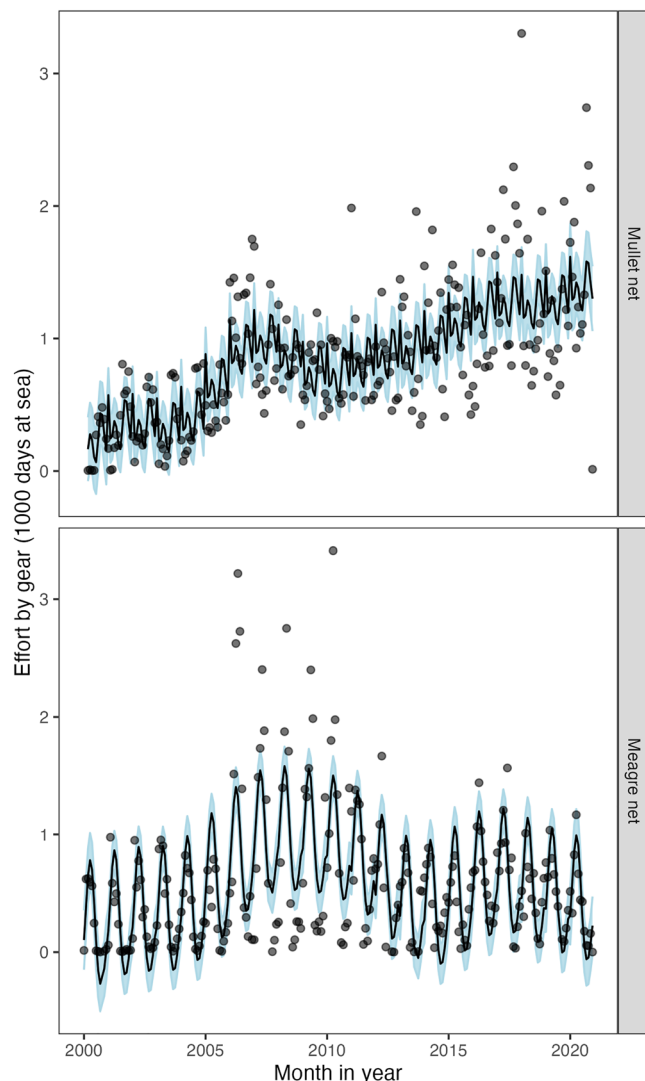 3
2
1
0
Mullet net
3
2
1
0
Meagre net
Effort by gear (1000 days at sea)
2000 2005 2010 2015 2020
Month in year